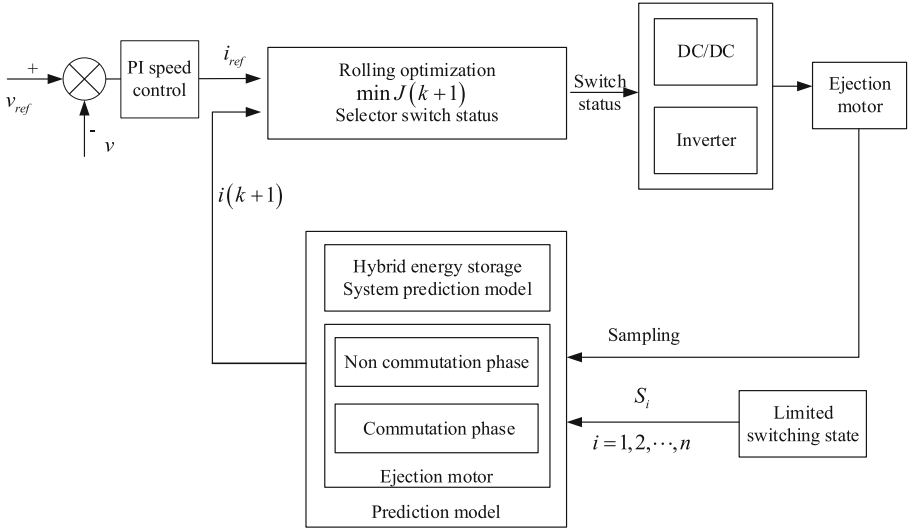 +
v_ref
-
v
PI speed
control
i_ref
Rolling optimization
min J(k+1)
Selector switch status
Switch
status
DC/DC
Inverter
Ejection
motor
i(k+1)
Hybrid energy storage
System prediction model
Non commutation phase
Commutation phase
Ejection motor
Prediction model
Sampling
S_i
i=1,2,⋯,n
Limited
switching state